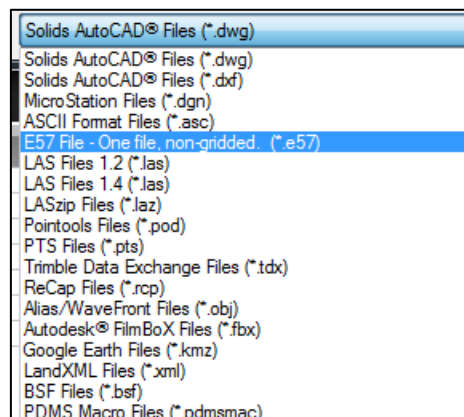 Solids AutoCAD® Files (*.dwg)
Solids AutoCAD® Files (*.dwg)
Solids AutoCAD® Files (*.dxf)
MicroStation Files (*.dgn)
ASCII Format Files (*.asc)
E57 File - One file, non-gridded. (*.e57)
LAS Files 1.2 (*.las)
LAS Files 1.4 (*.las)
LASzip Files (*.laz)
Pointools Files (*.pod)
PTS Files (*.pts)
Trimble Data Exchange Files (*.tdx)
ReCap Files (*.rcp)
Alias/WaveFront Files (*.obj)
Autodesk® FilmBoX Files (*.fbx)
Google Earth Files (*.kmz)
LandXML Files (*.xml)
BSF Files (*.bsf)
PDMS Macro Files (*.pdmsmac)